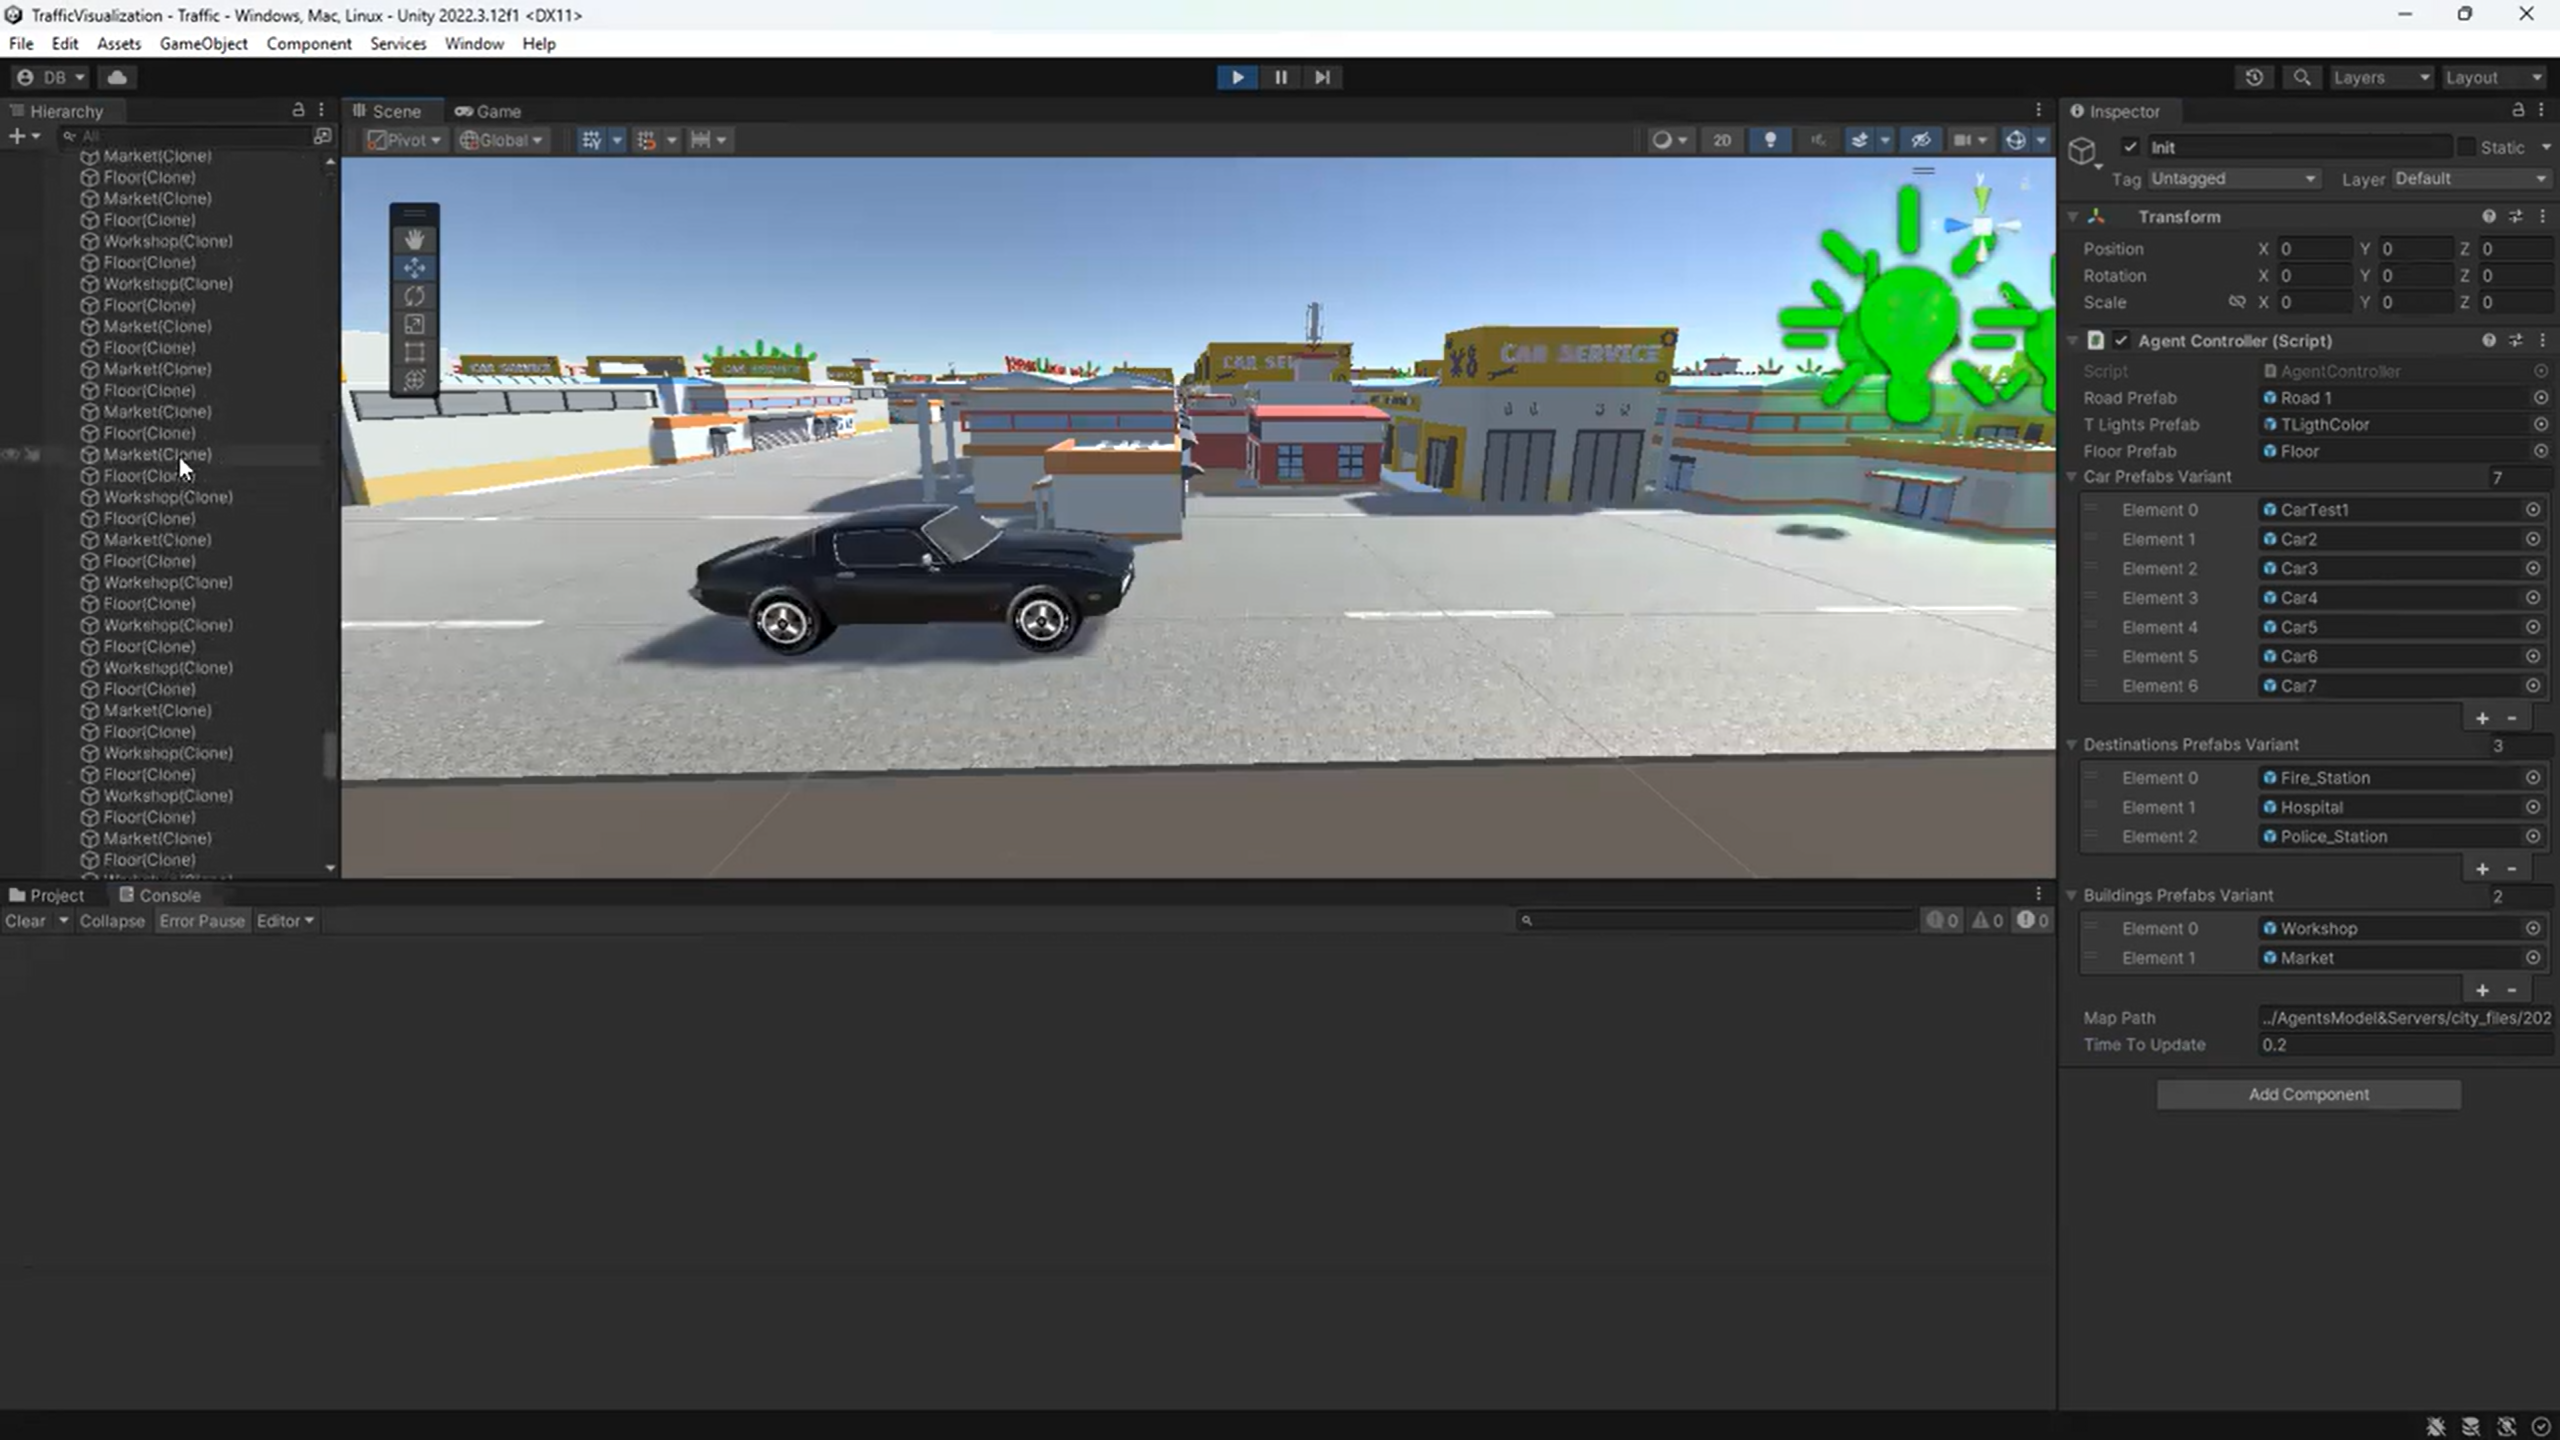 TrafficVisualization - Traffic - Windows, Mac, Linux - Unity 2022.3.12f1 <DX11>
File Edit Assets GameObject Component Services Window Help
DB
Layers Layout
Hierarchy
All
Market(Clone)
Floor(Clone)
Market(Clone)
Floor(Clone)
Workshop(Clone)
Floor(Clone)
Workshop(Clone)
Floor(Clone)
Market(Clone)
Floor(Clone)
Market(Clone)
Floor(Clone)
Market(Clone)
Floor(Clone)
Market(Clone)
Floor(Clone)
Workshop(Clone)
Floor(Clone)
Market(Clone)
Floor(Clone)
Workshop(Clone)
Floor(Clone)
Workshop(Clone)
Floor(Clone)
Workshop(Clone)
Floor(Clone)
Market(Clone)
Floor(Clone)
Workshop(Clone)
Floor(Clone)
Workshop(Clone)
Floor(Clone)
Market(Clone)
Floor(Clone)
Scene Game
Pivot Global 2D
y
CAR SERVICE
CAR SERVICE
CAR SER
CAR SERVICE
Project Console
Clear Collapse Error Pause Editor
0 0 0
Inspector
Init Static
Tag Untagged Layer Default
Transform
Position X 0 Y 0 Z 0
Rotation X 0 Y 0 Z 0
Scale X 0 Y 0 Z 0
Agent Controller (Script)
Script AgentController
Road Prefab Road 1
T Lights Prefab TLigthColor
Floor Prefab Floor
Car Prefabs Variant 7
Element 0 CarTest1
Element 1 Car2
Element 2 Car3
Element 3 Car4
Element 4 Car5
Element 5 Car6
Element 6 Car7
+ -
Destinations Prefabs Variant 3
Element 0 Fire_Station
Element 1 Hospital
Element 2 Police_Station
+ -
Buildings Prefabs Variant 2
Element 0 Workshop
Element 1 Market
+ -
Map Path ../AgentsModel&Servers/city_files/202
Time To Update 0.2
Add Component